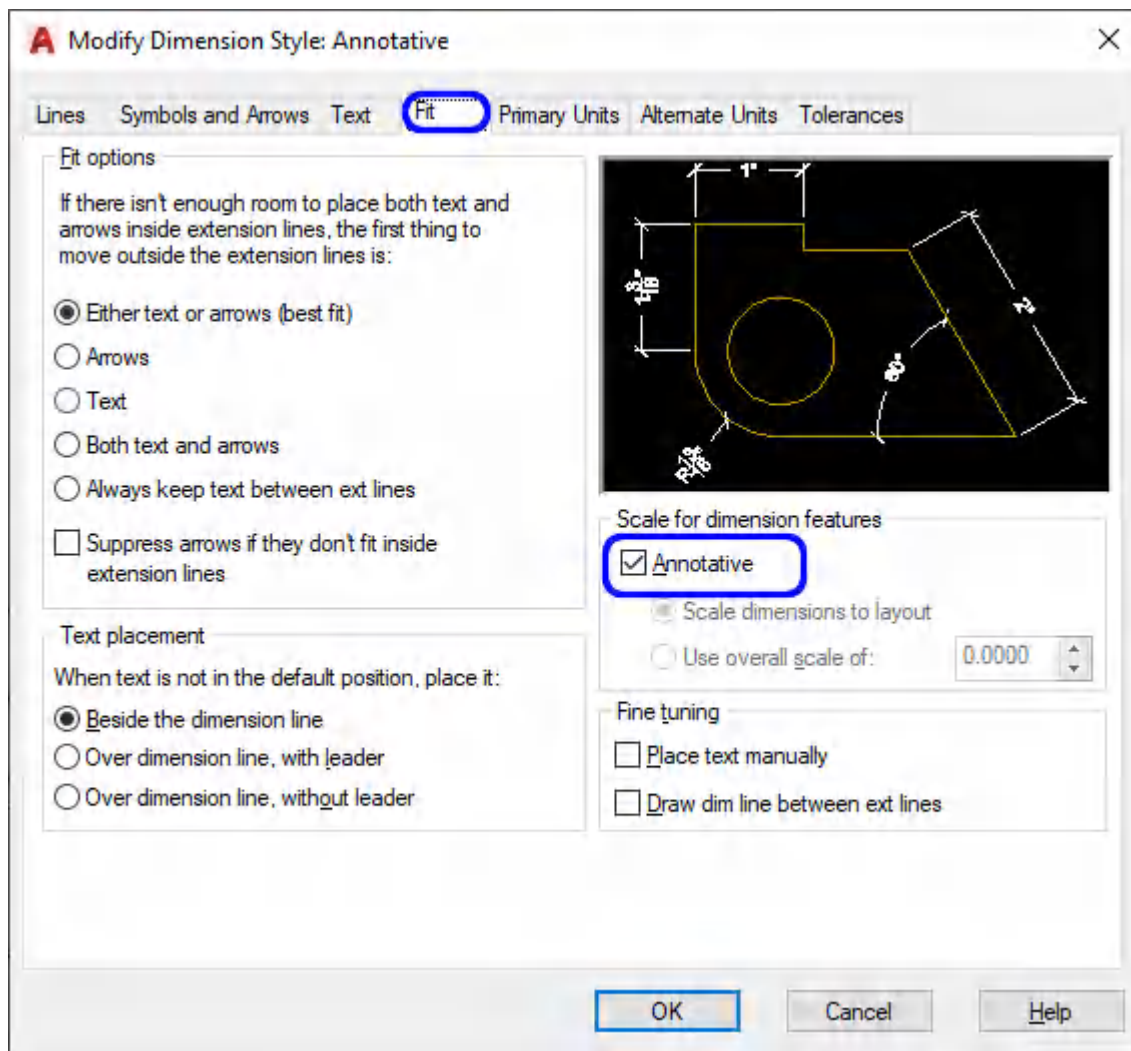 Modify Dimension Style: Annotative
Lines Symbols and Arrows Text Fit Primary Units Alternate Units Tolerances
Fit options
If there isn't enough room to place both text and
arrows inside extension lines, the first thing to
move outside the extension lines is:
Either text or arrows (best fit)
Arrows
Text
Both text and arrows
Always keep text between ext lines
Suppress arrows if they don't fit inside
extension lines
Text placement
When text is not in the default position, place it:
Beside the dimension line
Over dimension line, with leader
Over dimension line, without leader
1"
2"
60°
Scale for dimension features
Annotative
Scale dimensions to layout
Use overall scale of: 0.0000
Fine tuning
Place text manually
Draw dim line between ext lines
OK Cancel Help